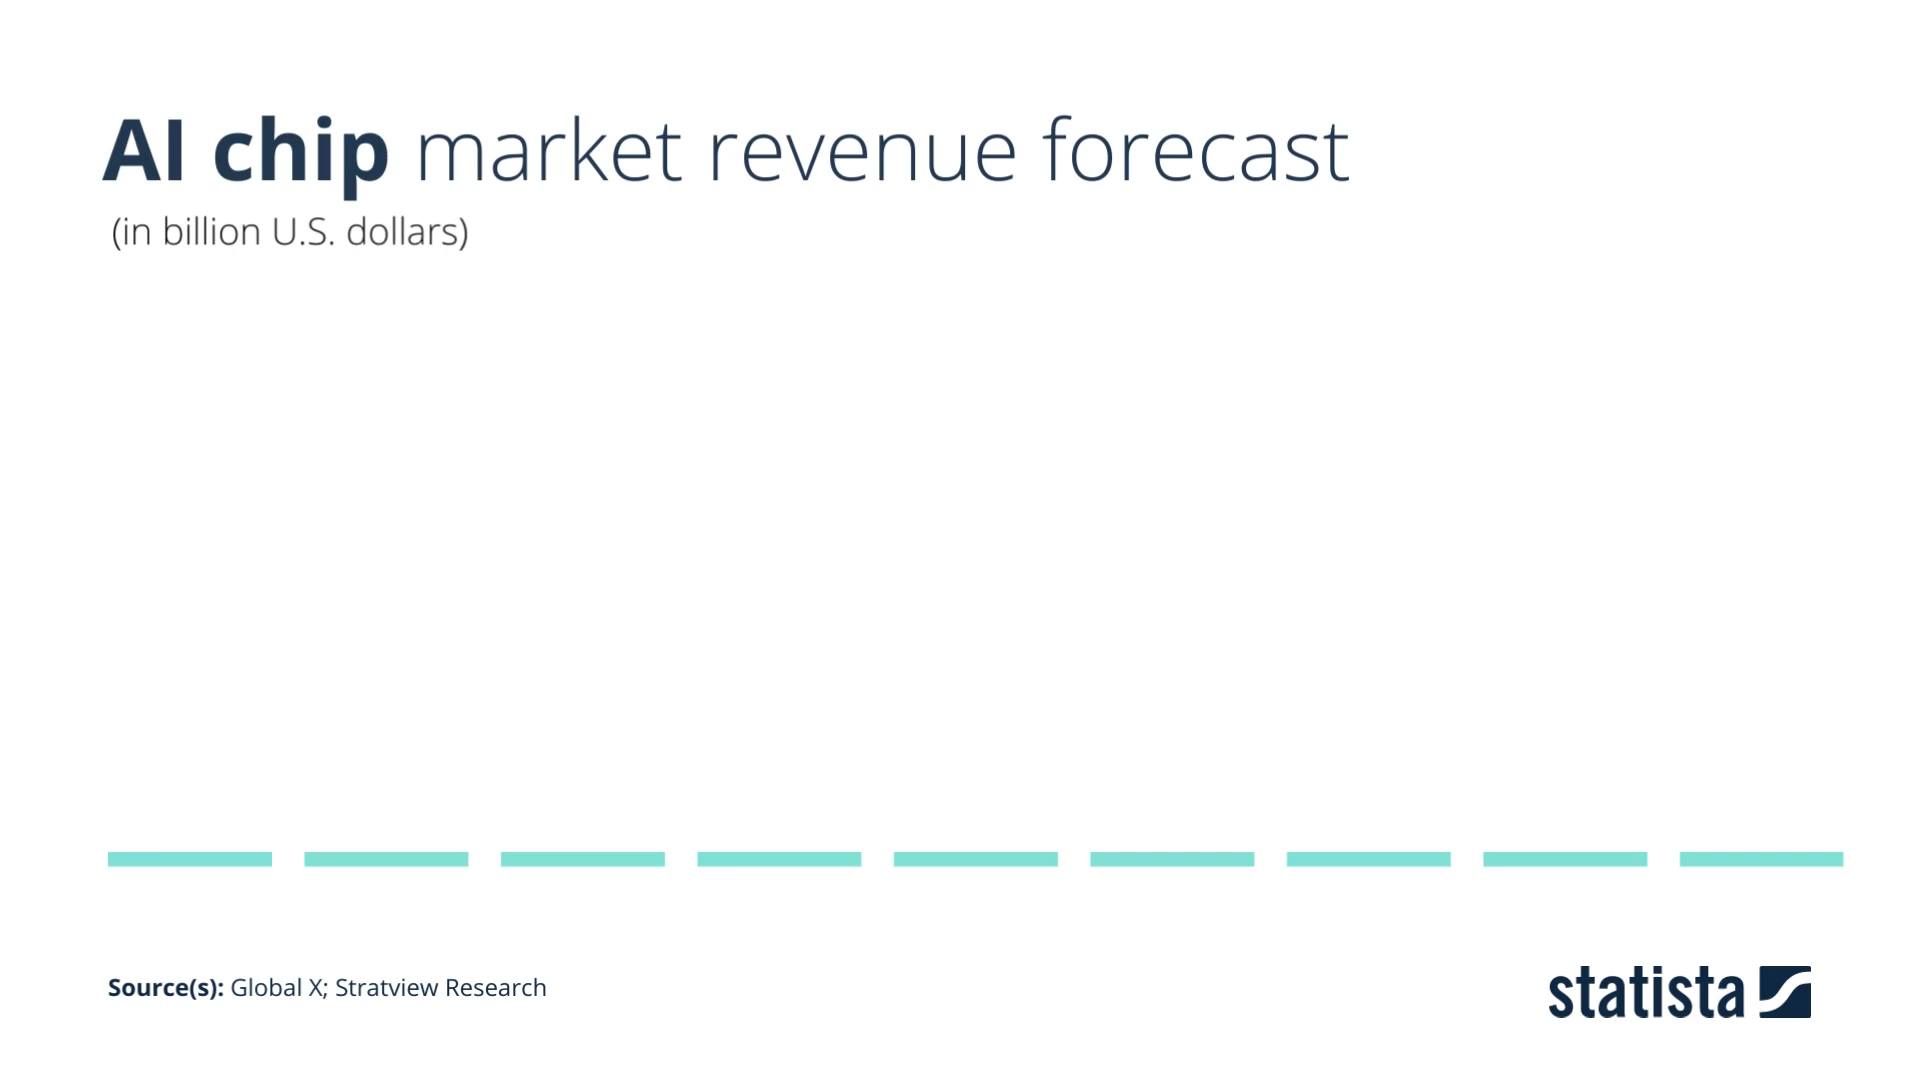 AI chip market revenue forecast
(in billion U.S. dollars)
Source(s): Global X; Stratview Research
statista